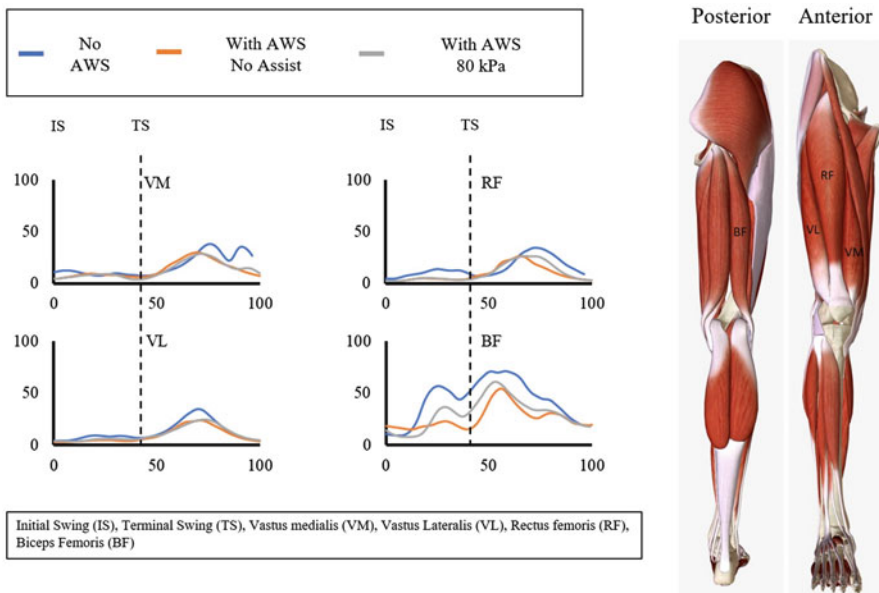 No
AWS
With AWS
No Assist
With AWS
80 kPa
Posterior
Anterior
IS
TS
IS
TS
VM
100
50
0
0
50
100
RF
100
50
0
0
50
100
VL
100
50
0
0
50
100
BF
100
50
0
0
50
100
BF
RF
VL
VM
Initial Swing (IS), Terminal Swing (TS), Vastus medialis (VM), Vastus Lateralis (VL), Rectus femoris (RF),
Biceps Femoris (BF)